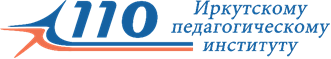 110
Иркутскому
педагогическому
институту